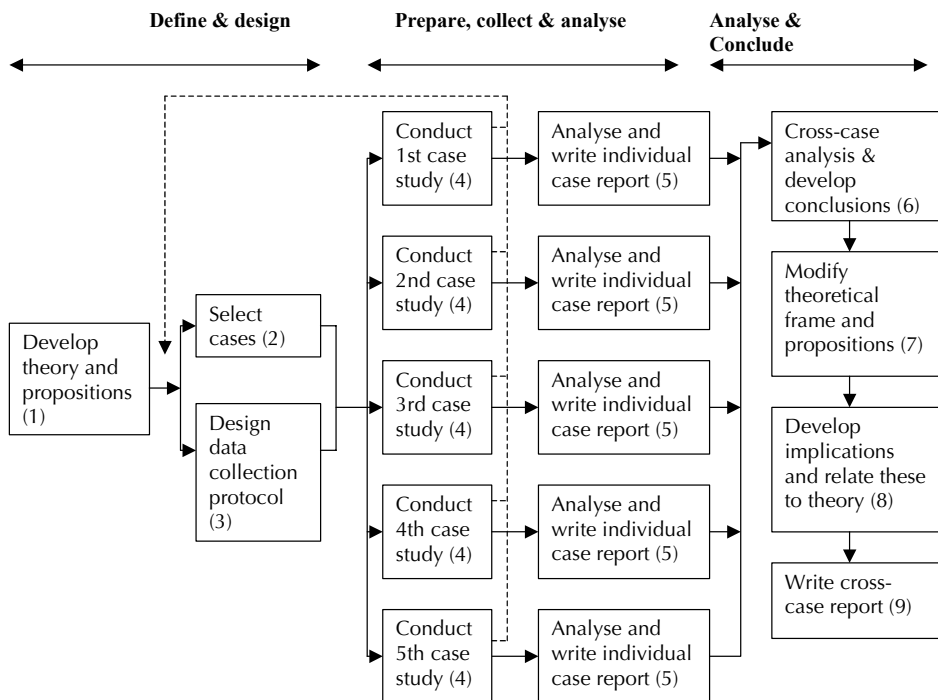 Define & design
Prepare, collect & analyse
Analyse &
Conclude
Develop
theory and
propositions
(1)
Select
cases (2)
Design
data
collection
protocol
(3)
Conduct
1st case
study (4)
Analyse and
write individual
case report (5)
Conduct
2nd case
study (4)
Analyse and
write individual
case report (5)
Conduct
3rd case
study (4)
Analyse and
write individual
case report (5)
Conduct
4th case
study (4)
Analyse and
write individual
case report (5)
Conduct
5th case
study (4)
Analyse and
write individual
case report (5)
Cross-case
analysis &
develop
conclusions (6)
Modify
theoretical
frame and
propositions (7)
Develop
implications
and relate these
to theory (8)
Write cross-
case report (9)